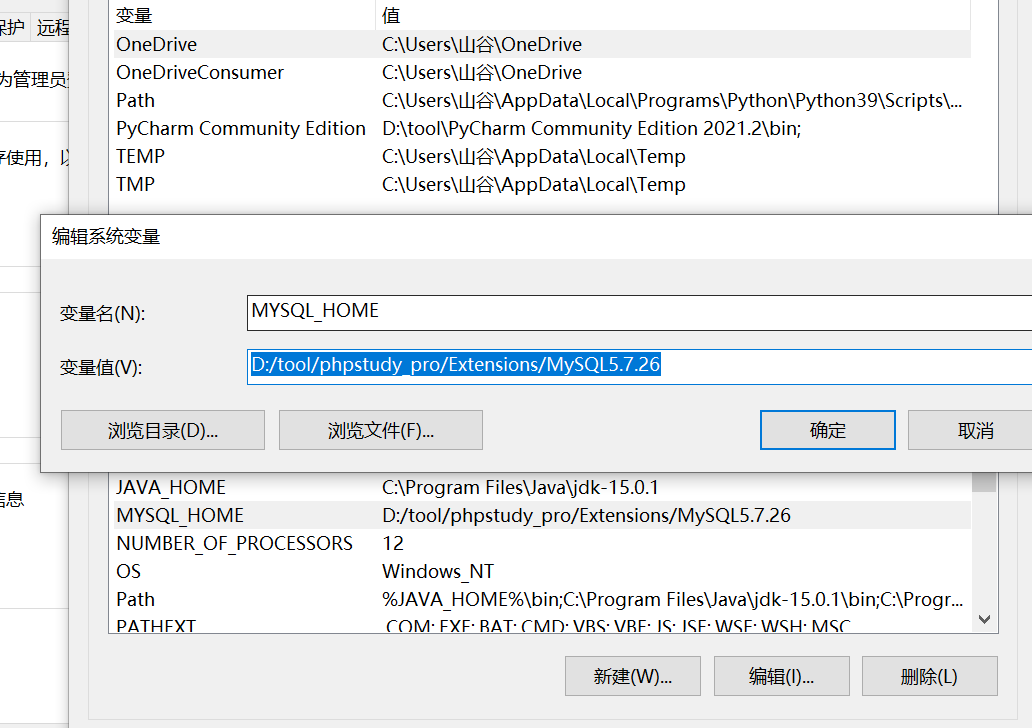 变量 值
保护 远程
OneDrive C:\Users\山谷\OneDrive
OneDriveConsumer C:\Users\山谷\OneDrive
为管理员
Path C:\Users\山谷\AppData\Local\Programs\Python\Python39\Scripts\...
PyCharm Community Edition D:\tool\PyCharm Community Edition 2021.2\bin;
存使用，以
TEMP C:\Users\山谷\AppData\Local\Temp
TMP C:\Users\山谷\AppData\Local\Temp
编辑系统变量
变量名(N): MYSQL_HOME
变量值(V): D:/tool/phpstudy_pro/Extensions/MySQL5.7.26
浏览目录(D)... 浏览文件(F)... 确定 取消
JAVA_HOME C:\Program Files\Java\jdk-15.0.1
信息
MYSQL_HOME D:/tool/phpstudy_pro/Extensions/MySQL5.7.26
NUMBER_OF_PROCESSORS 12
OS Windows_NT
Path %JAVA_HOME%\bin;C:\Program Files\Java\jdk-15.0.1\bin;C:\Progr...
PATHEXT .COM;.EXE;.BAT;.CMD;.VBS;.VBE;.JS;.JSE;.WSF;.WSH;.MSC
新建(W)... 编辑(I)... 删除(L)